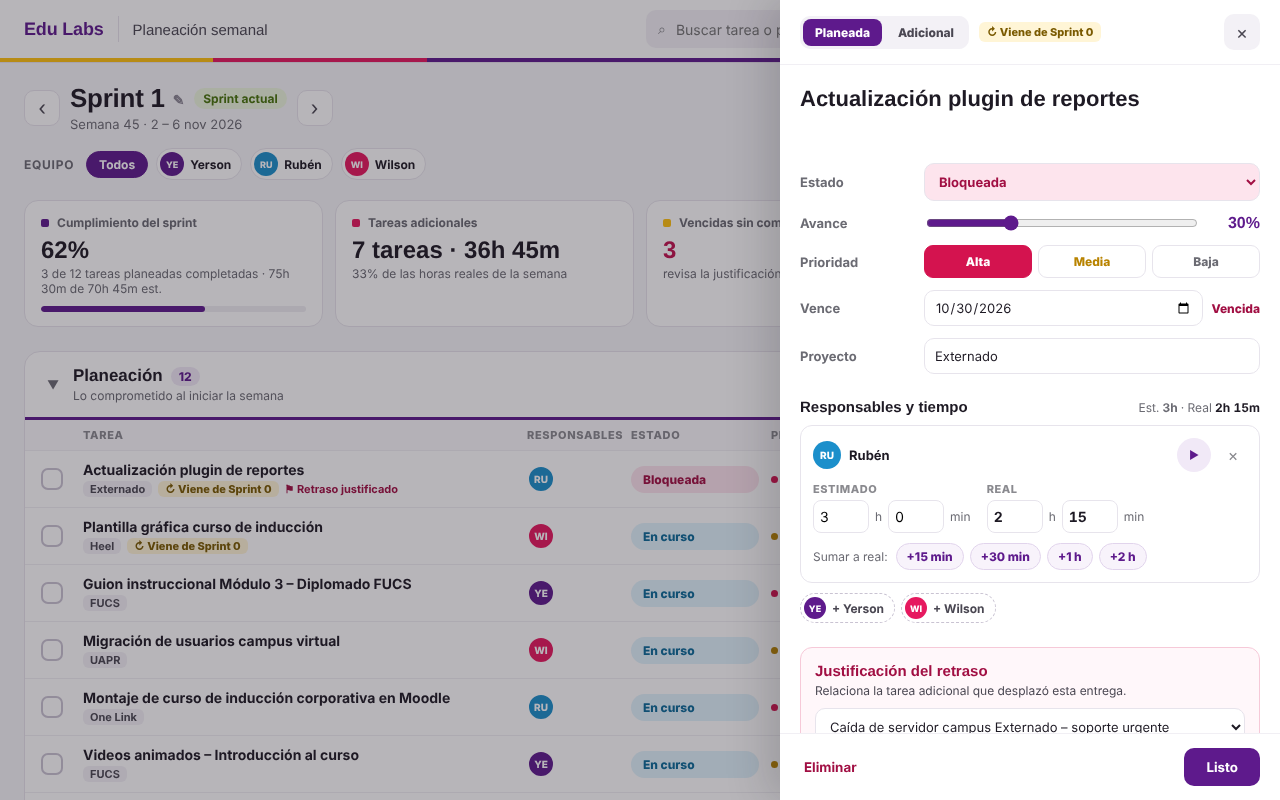 Edu Labs
Planeación semanal
Buscar tarea o p
Sprint 1
Sprint actual
Semana 45 · 2 – 6 nov 2026
EQUIPO
Todos
YE Yerson
RU Rubén
WI Wilson
Cumplimiento del sprint
62%
3 de 12 tareas planeadas completadas · 75h
30m de 70h 45m est.
Tareas adicionales
7 tareas · 36h 45m
33% de las horas reales de la semana
Vencidas sin com
3
revisa la justificación
Planeación 12
Lo comprometido al iniciar la semana
TAREA RESPONSABLES ESTADO
Actualización plugin de reportes
Externado ↻ Viene de Sprint 0 ⚑ Retraso justificado
RU
Bloqueada
Plantilla gráfica curso de inducción
Heel ↻ Viene de Sprint 0
WI
En curso
Guion instruccional Módulo 3 – Diplomado FUCS
FUCS
YE
En curso
Migración de usuarios campus virtual
UAPR
WI
En curso
Montaje de curso de inducción corporativa en Moodle
One Link
RU
En curso
Videos animados – Introducción al curso
FUCS
YE
En curso
Planeada Adicional ↻ Viene de Sprint 0 ×
Actualización plugin de reportes
Estado Bloqueada
Avance 30%
Prioridad Alta Media Baja
Vence 10/30/2026 Vencida
Proyecto Externado
Responsables y tiempo Est. 3h · Real 2h 15m
RU Rubén ×
ESTIMADO REAL
3 h 0 min 2 h 15 min
Sumar a real: +15 min +30 min +1 h +2 h
YE + Yerson WI + Wilson
Justificación del retraso
Relaciona la tarea adicional que desplazó esta entrega.
Caída de servidor campus Externado – soporte urgente
Eliminar Listo